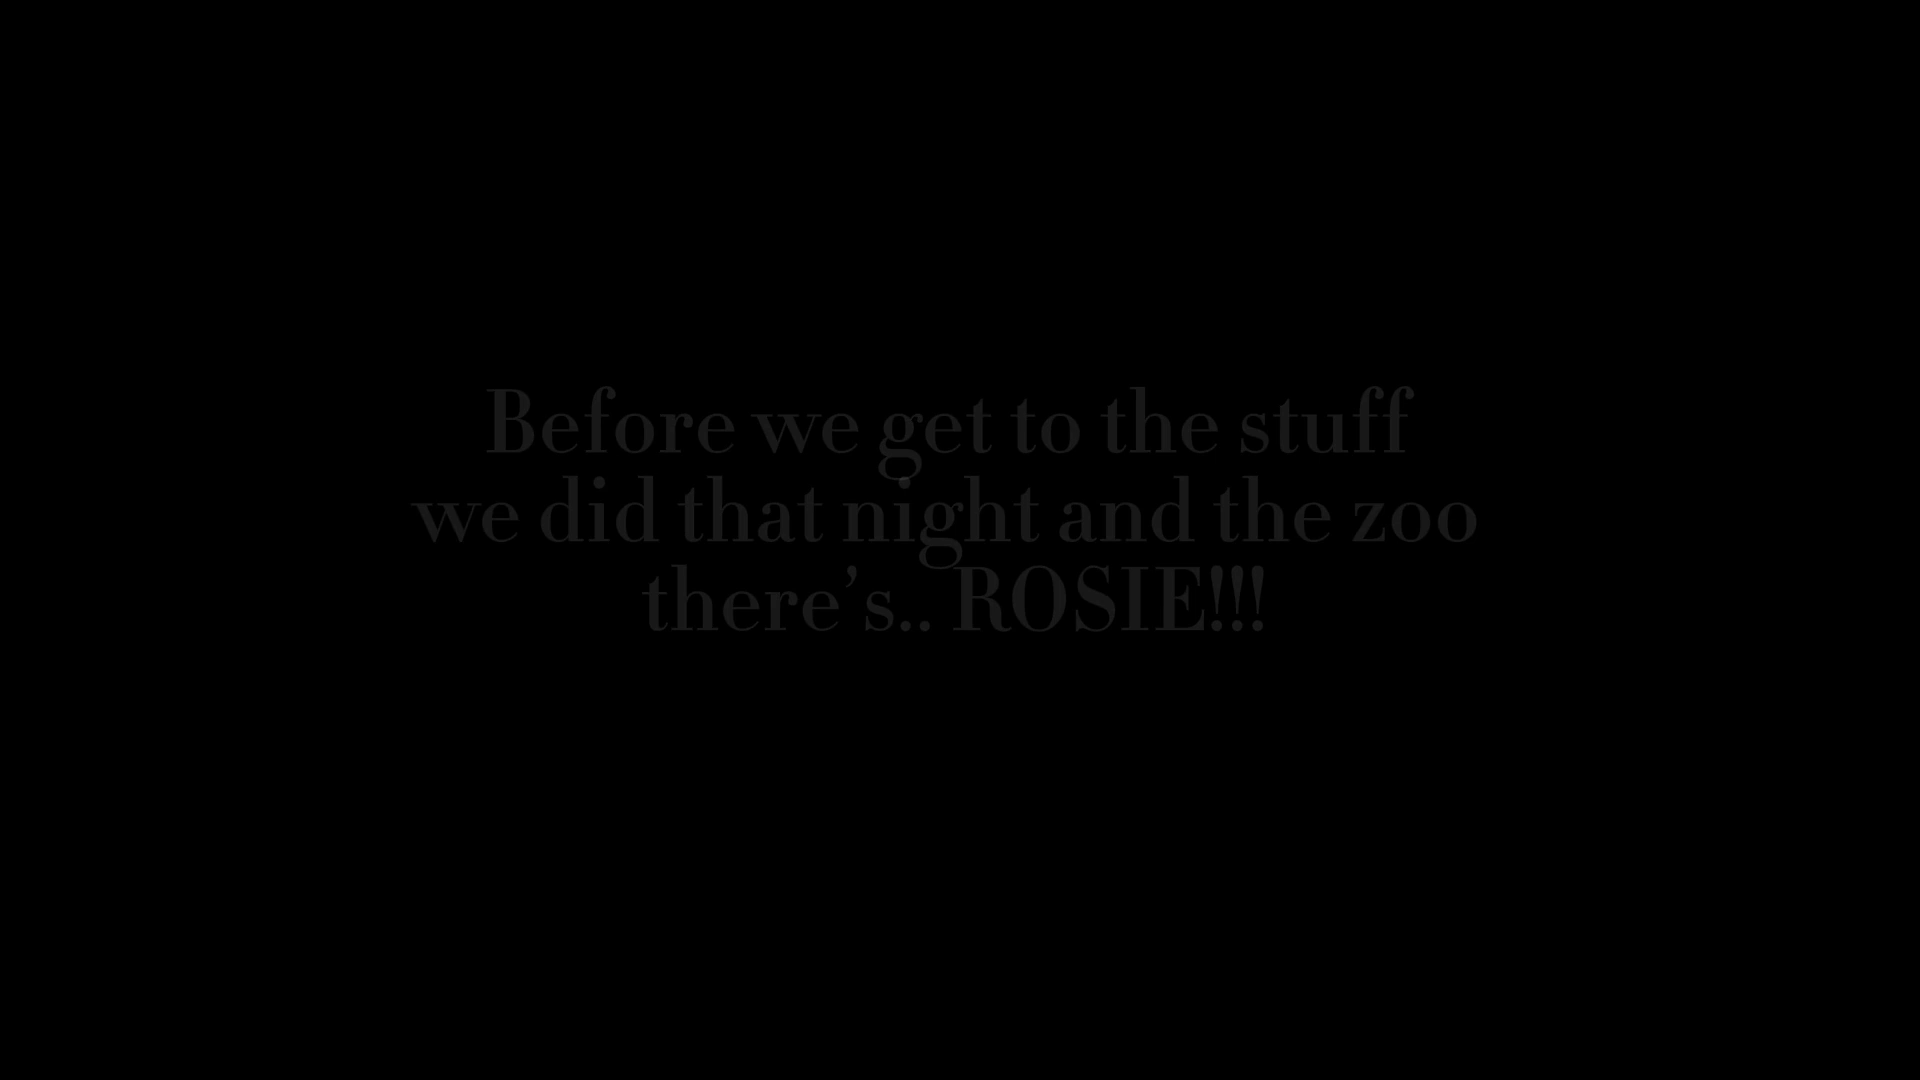 Before we get to the stuff
we did that night and the zoo
there’s.. ROSIE!!!